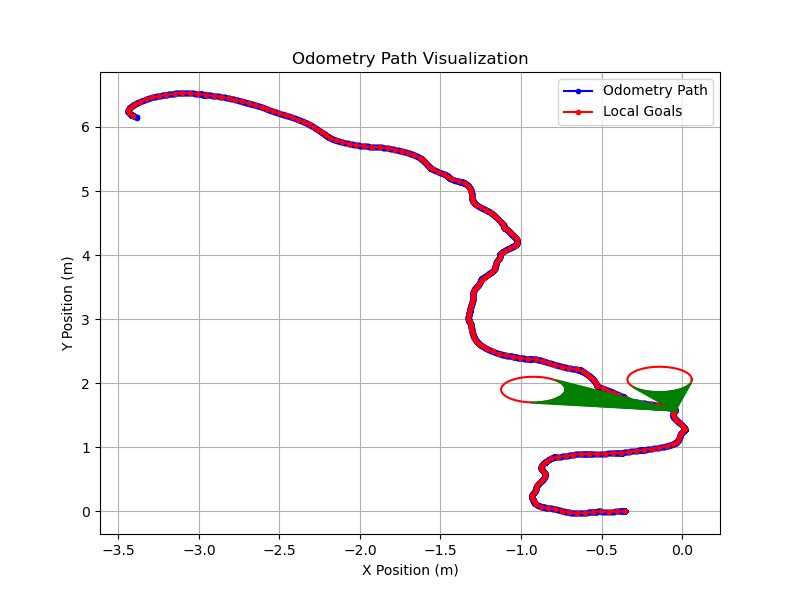 Odometry Path Visualization
Odometry Path
Local Goals
Y Position (m)
6
5
4
3
2
1
0
−3.5 −3.0 −2.5 −2.0 −1.5 −1.0 −0.5 0.0
X Position (m)